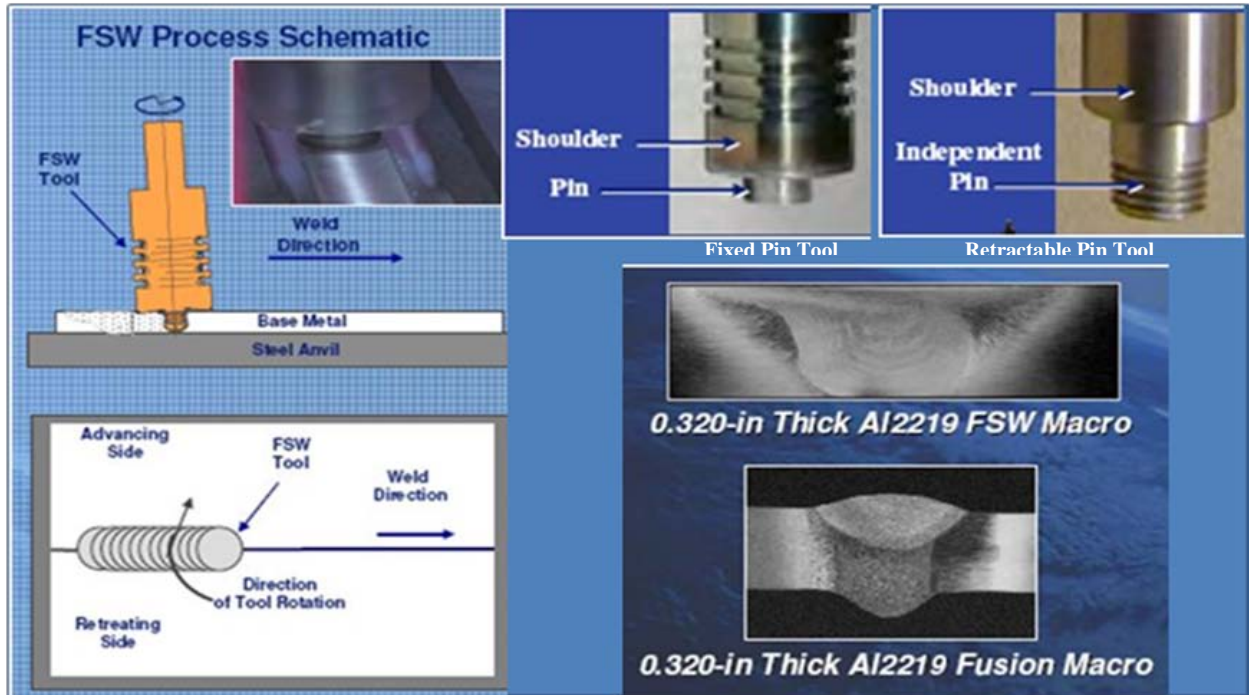 FSW Process Schematic
FSW
Tool
Weld
Direction
Base Metal
Steel Anvil
Advancing
Side
FSW
Tool
Weld
Direction
Direction
of Tool Rotation
Retreating
Side
Shoulder
Pin
Fixed Pin Tool
Shoulder
Independent
Pin
Retractable Pin Tool
0.320-in Thick Al2219 FSW Macro
0.320-in Thick Al2219 Fusion Macro